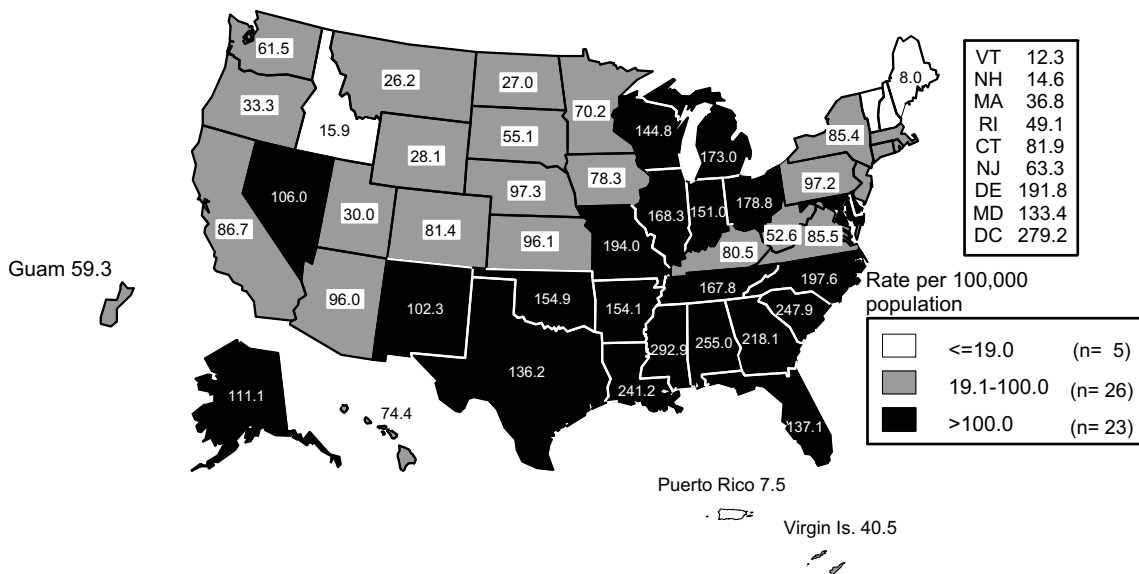 61.5
26.2
27.0
8.0
33.3
70.2
15.9
55.1
144.8
85.4
28.1
173.0
106.0
97.3
78.3
97.2
30.0
168.3
151.0
178.8
86.7
81.4
96.1
194.0
52.6
85.5
80.5
96.0
102.3
154.9
154.1
167.8
197.6
247.9
292.9
255.0
218.1
136.2
241.2
137.1
111.1
74.4
Guam 59.3
VT 12.3
NH 14.6
MA 36.8
RI 49.1
CT 81.9
NJ 63.3
DE 191.8
MD 133.4
DC 279.2
Rate per 100,000
population
<=19.0 (n= 5)
19.1-100.0 (n= 26)
>100.0 (n= 23)
Puerto Rico 7.5
Virgin Is. 40.5